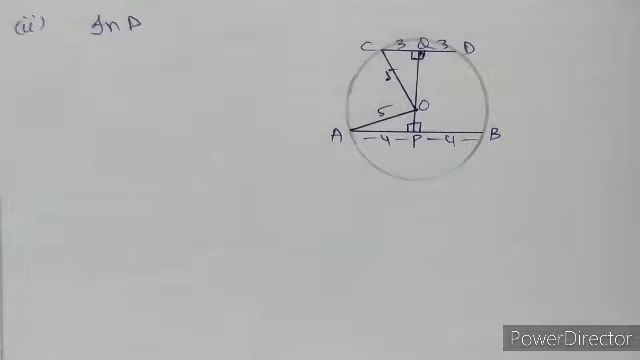 (ii) In Δ
C 3 Q 3 D
5
5 O
A B
- 4 - P - 4 -
PowerDirector